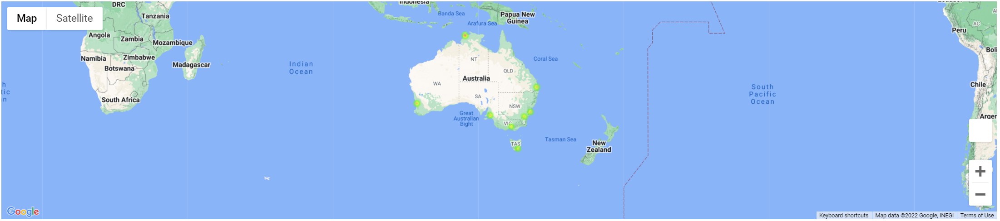 DRC
Indonesia
Map
Satellite
Tanzania
Banda Sea
Papua New
Guinea
Arafura Sea
AC
Peru
Angola
Zambia
Mozambique
Namibia
Zimbabwe
Botswana
Madagascar
Indian
Ocean
NT
Coral Sea
Boli
QLD
Australia
WA
Chile
h
tic
n
South Africa
SA
NSW
South
Pacific
Ocean
Great
Australian
Bight
VIC
Argen
Tasman Sea
TAS
New
Zealand
Google
Keyboard shortcuts
Map data ©2022 Google, INEGI
Terms of Use